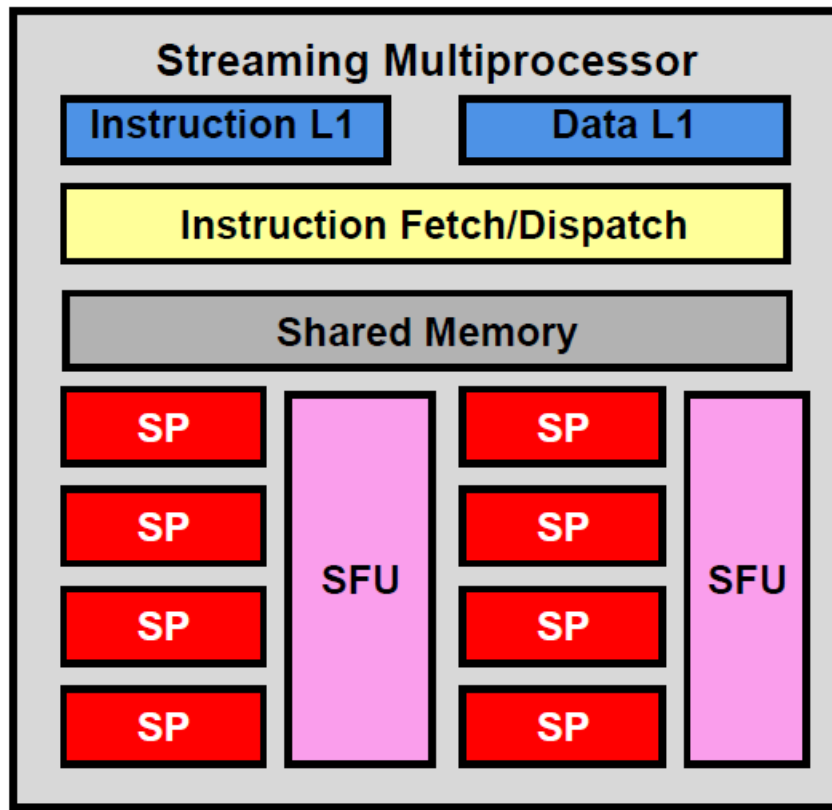 Streaming Multiprocessor
Instruction L1 Data L1
Instruction Fetch/Dispatch
Shared Memory
SP SP
SP SP
SFU SFU
SP SP
SP SP